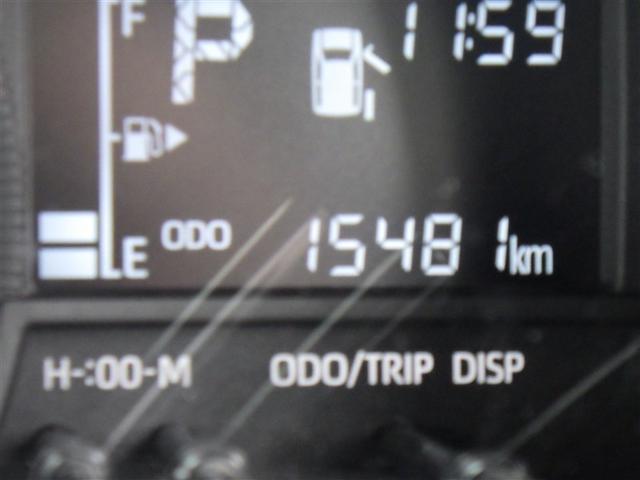 F
P
11:59
E
ODO
15481km
H-:00-M
ODO/TRIP DISP